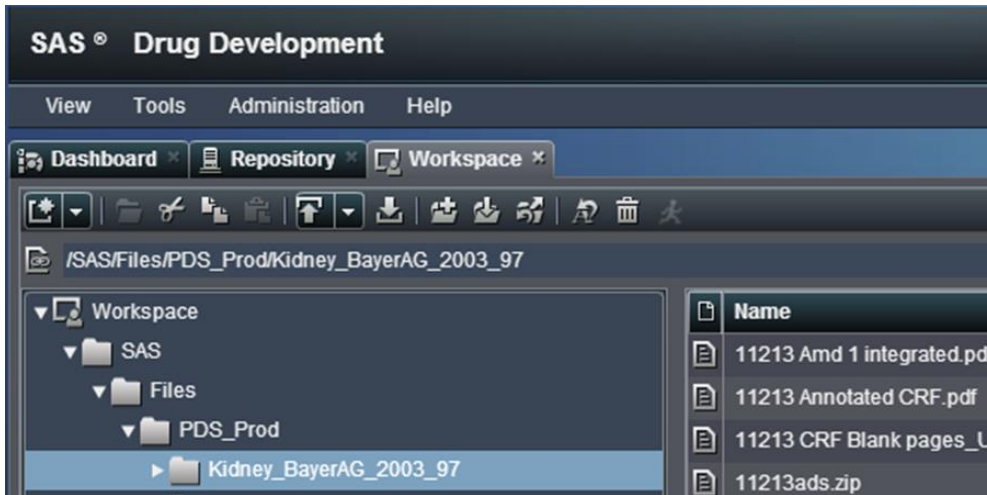 SAS ® Drug Development
View Tools Administration Help
Dashboard × Repository × Workspace ×
/SAS/Files/PDS_Prod/Kidney_BayerAG_2003_97
Workspace
SAS
Files
PDS_Prod
Kidney_BayerAG_2003_97
Name
11213 Amd 1 integrated.pd
11213 Annotated CRF.pdf
11213 CRF Blank pages_U
11213ads.zip